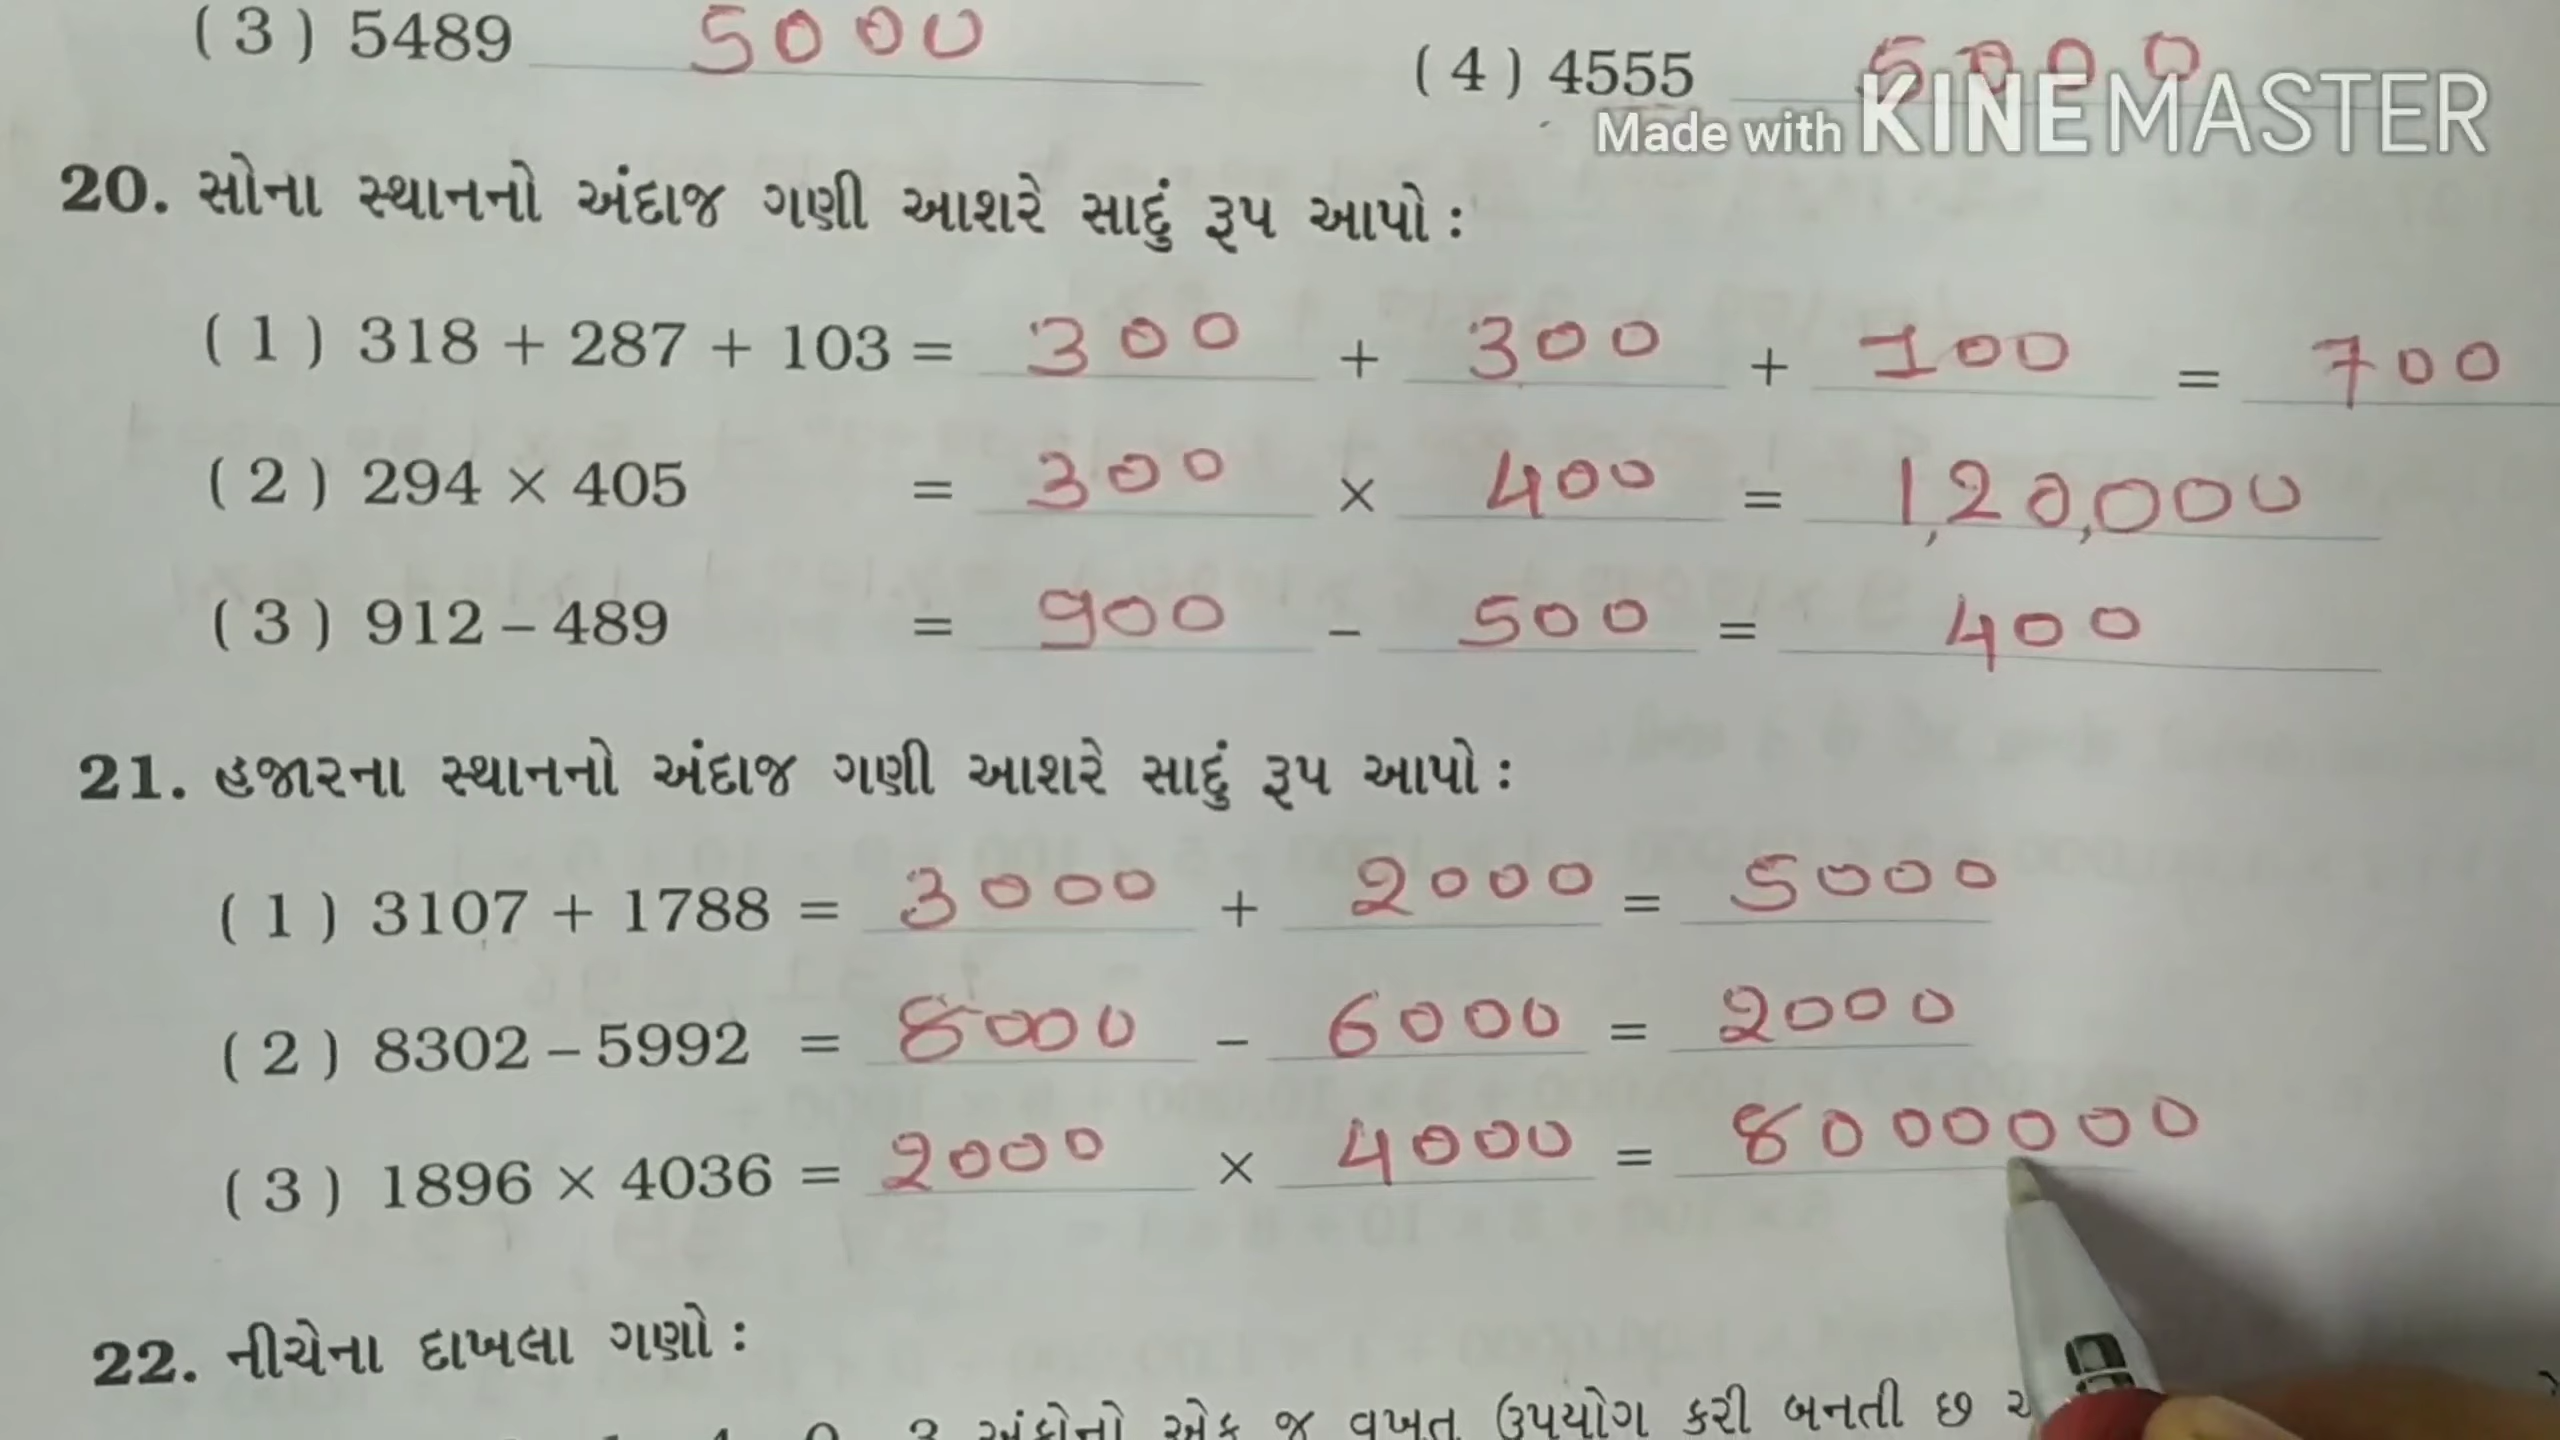 ( 3 ) 5489 5000
( 4 ) 4555 5000
Made with KINEMASTER
20. સોના સ્થાનનો અંદાજ ગણી આશરે સાદું રૂપ આપો :
( 1 ) 318 + 287 + 103 = 300 + 300 + 100 = 700
( 2 ) 294 × 405 = 300 × 400 = 1,20,000
( 3 ) 912 – 489 = 900 – 500 = 400
21. હજારના સ્થાનનો અંદાજ ગણી આશરે સાદું રૂપ આપો :
( 1 ) 3107 + 1788 = 3000 + 2000 = 5000
( 2 ) 8302 – 5992 = 8000 – 6000 = 2000
( 3 ) 1896 × 4036 = 2000 × 4000 = 8000000
22. નીચેના દાખલા ગણો :
અંકોનો એક જ વખત ઉપયોગ કરી બનતી છ